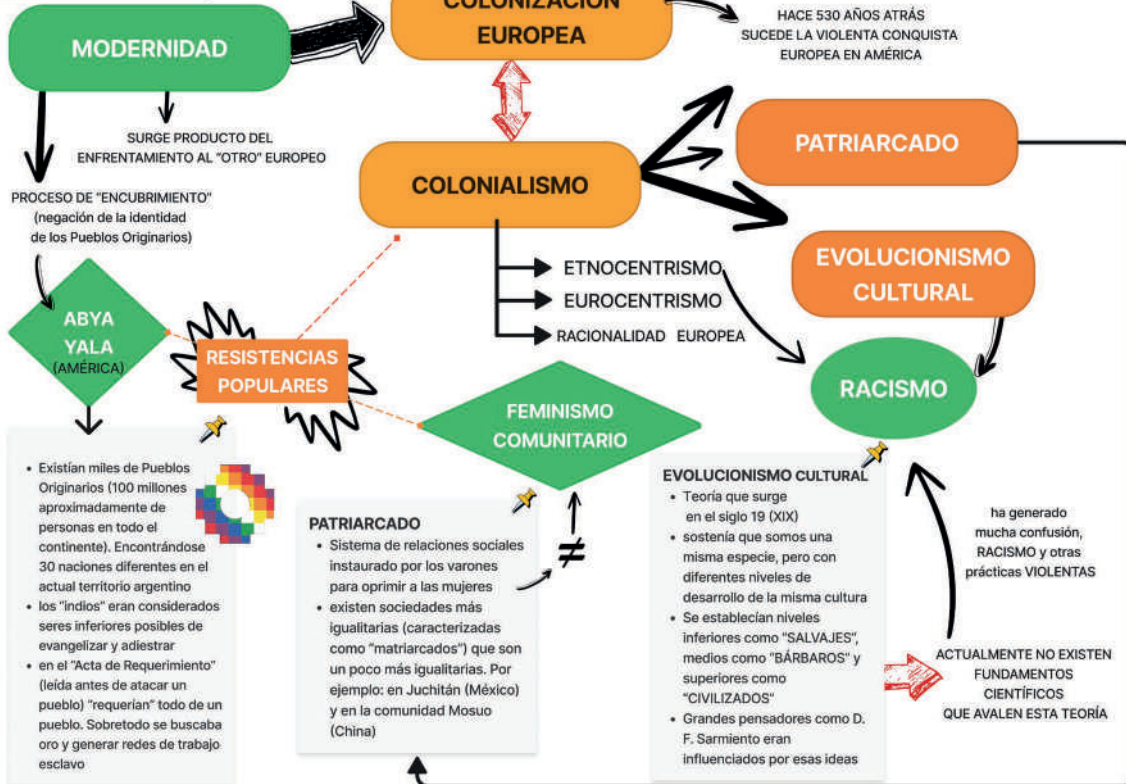 COLONIZACIÓN
EUROPEA
HACE 530 AÑOS ATRÁS
SUCEDE LA VIOLENTA CONQUISTA
EUROPEA EN AMÉRICA
MODERNIDAD
SURGE PRODUCTO DEL
ENFRENTAMIENTO AL "OTRO" EUROPEO
PROCESO DE "ENCUBRIMIENTO"
(negación de la identidad
de los Pueblos Originarios)
COLONIALISMO
PATRIARCADO
EVOLUCIONISMO
CULTURAL
ETNOCENTRISMO
EUROCENTRISMO
RACIONALIDAD EUROPEA
ABYA
YALA
(AMÉRICA)
RESISTENCIAS
POPULARES
FEMINISMO
COMUNITARIO
RACISMO
• Existían miles de Pueblos
Originarios (100 millones
aproximadamente de
personas en todo el
continente). Encontrándose
30 naciones diferentes en el
actual territorio argentino
• los "indios" eran considerados
seres inferiores posibles de
evangelizar y adiestrar
• en el "Acta de Requerimiento"
(leída antes de atacar un
pueblo) "requerían" todo de un
pueblo. Sobretodo se buscaba
oro y generar redes de trabajo
esclavo
PATRIARCADO
• Sistema de relaciones sociales
instaurado por los varones
para oprimir a las mujeres
• existen sociedades más
igualitarias (caracterizadas
como "matriarcados") que son
un poco más igualitarias. Por
ejemplo: en Juchitán (México)
y en la comunidad Mosuo
(China)
≠
EVOLUCIONISMO CULTURAL
• Teoría que surge
en el siglo 19 (XIX)
• sostenía que somos una
misma especie, pero con
diferentes niveles de
desarrollo de la misma cultura
• Se establecían niveles
inferiores como "SALVAJES",
medios como "BÁRBAROS" y
superiores como
"CIVILIZADOS"
• Grandes pensadores como D.
F. Sarmiento eran
influenciados por esas ideas
ha generado
mucha confusión,
RACISMO y otras
prácticas VIOLENTAS
ACTUALMENTE NO EXISTEN
FUNDAMENTOS
CIENTÍFICOS
QUE AVALEN ESTA TEORÍA